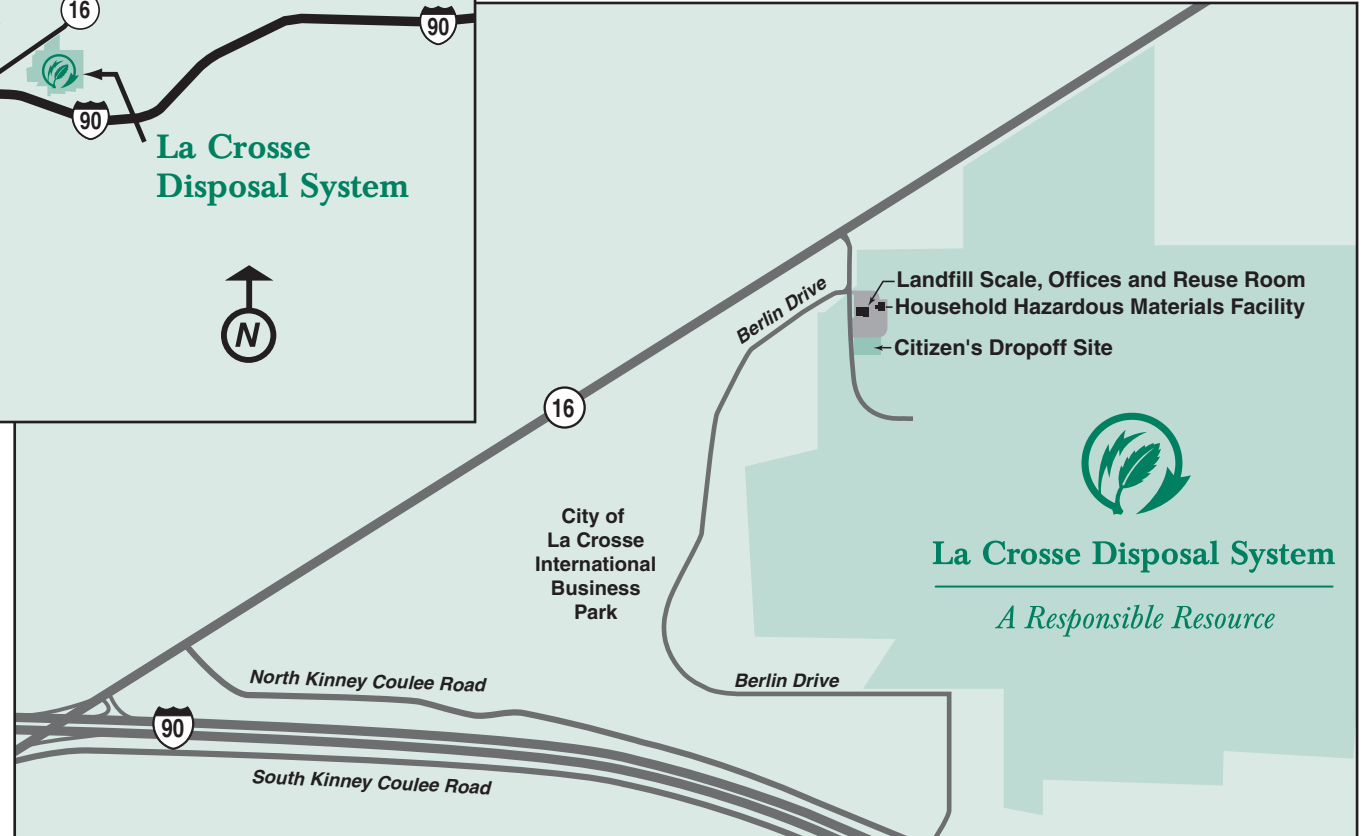 16
90
90
La Crosse
Disposal System
N
Landfill Scale, Offices and Reuse Room
Household Hazardous Materials Facility
Citizen's Dropoff Site
Berlin Drive
16
City of
La Crosse
International
Business
Park
La Crosse Disposal System
A Responsible Resource
North Kinney Coulee Road
Berlin Drive
90
South Kinney Coulee Road